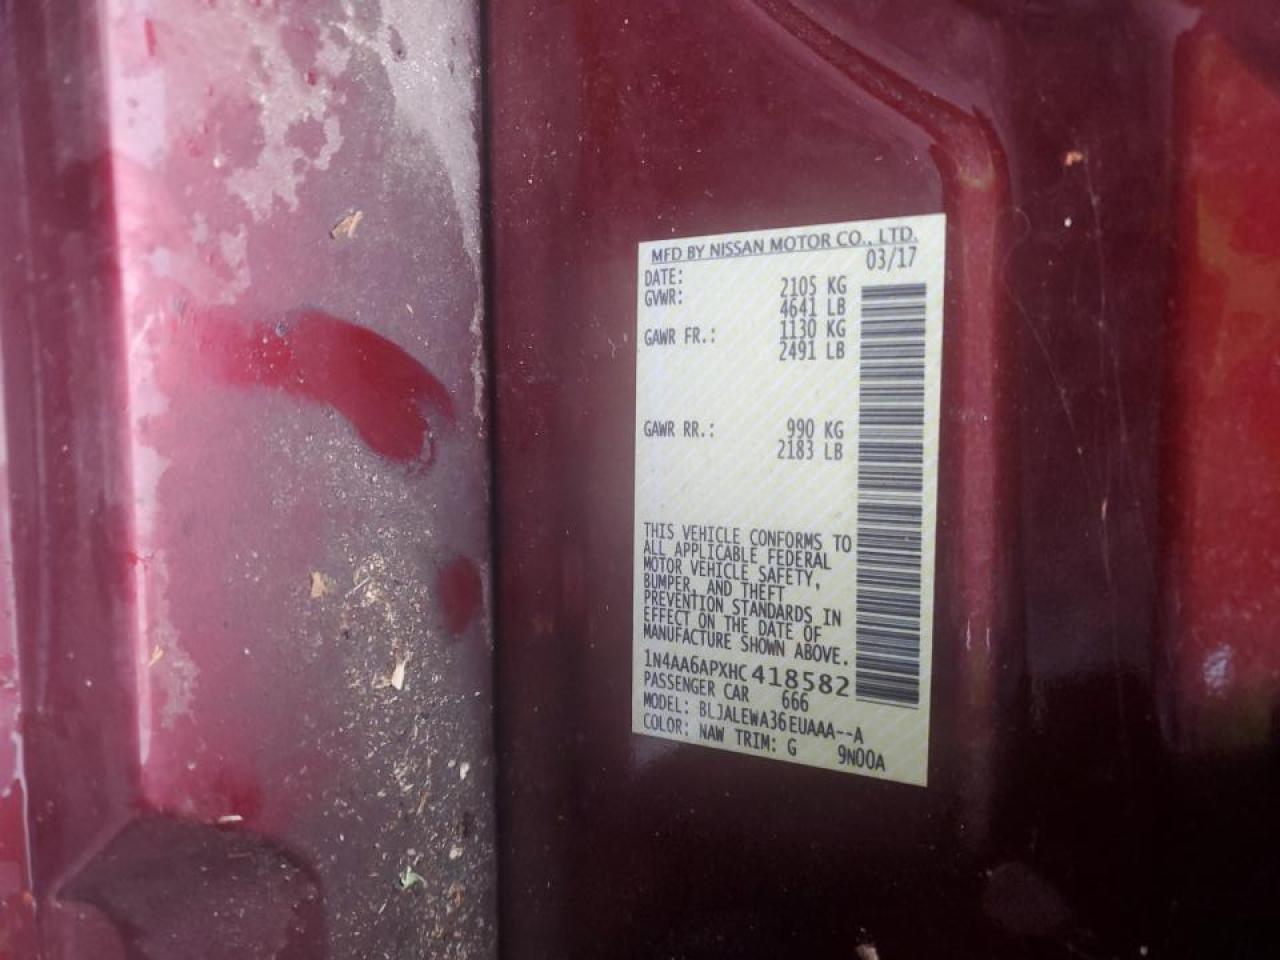 MFD BY NISSAN MOTOR CO., LTD.
DATE: 03/17
GVWR: 2105 KG
4641 LB
GAWR FR.: 1130 KG
2491 LB
GAWR RR.: 990 KG
2183 LB
THIS VEHICLE CONFORMS TO
ALL APPLICABLE FEDERAL
MOTOR VEHICLE SAFETY,
BUMPER, AND THEFT
PREVENTION STANDARDS IN
EFFECT ON THE DATE OF
MANUFACTURE SHOWN ABOVE.
1N4AA6APXHC418582
PASSENGER CAR 666
MODEL: BLJALEWA36EUAAA--A
COLOR: NAW TRIM: G 9N00A